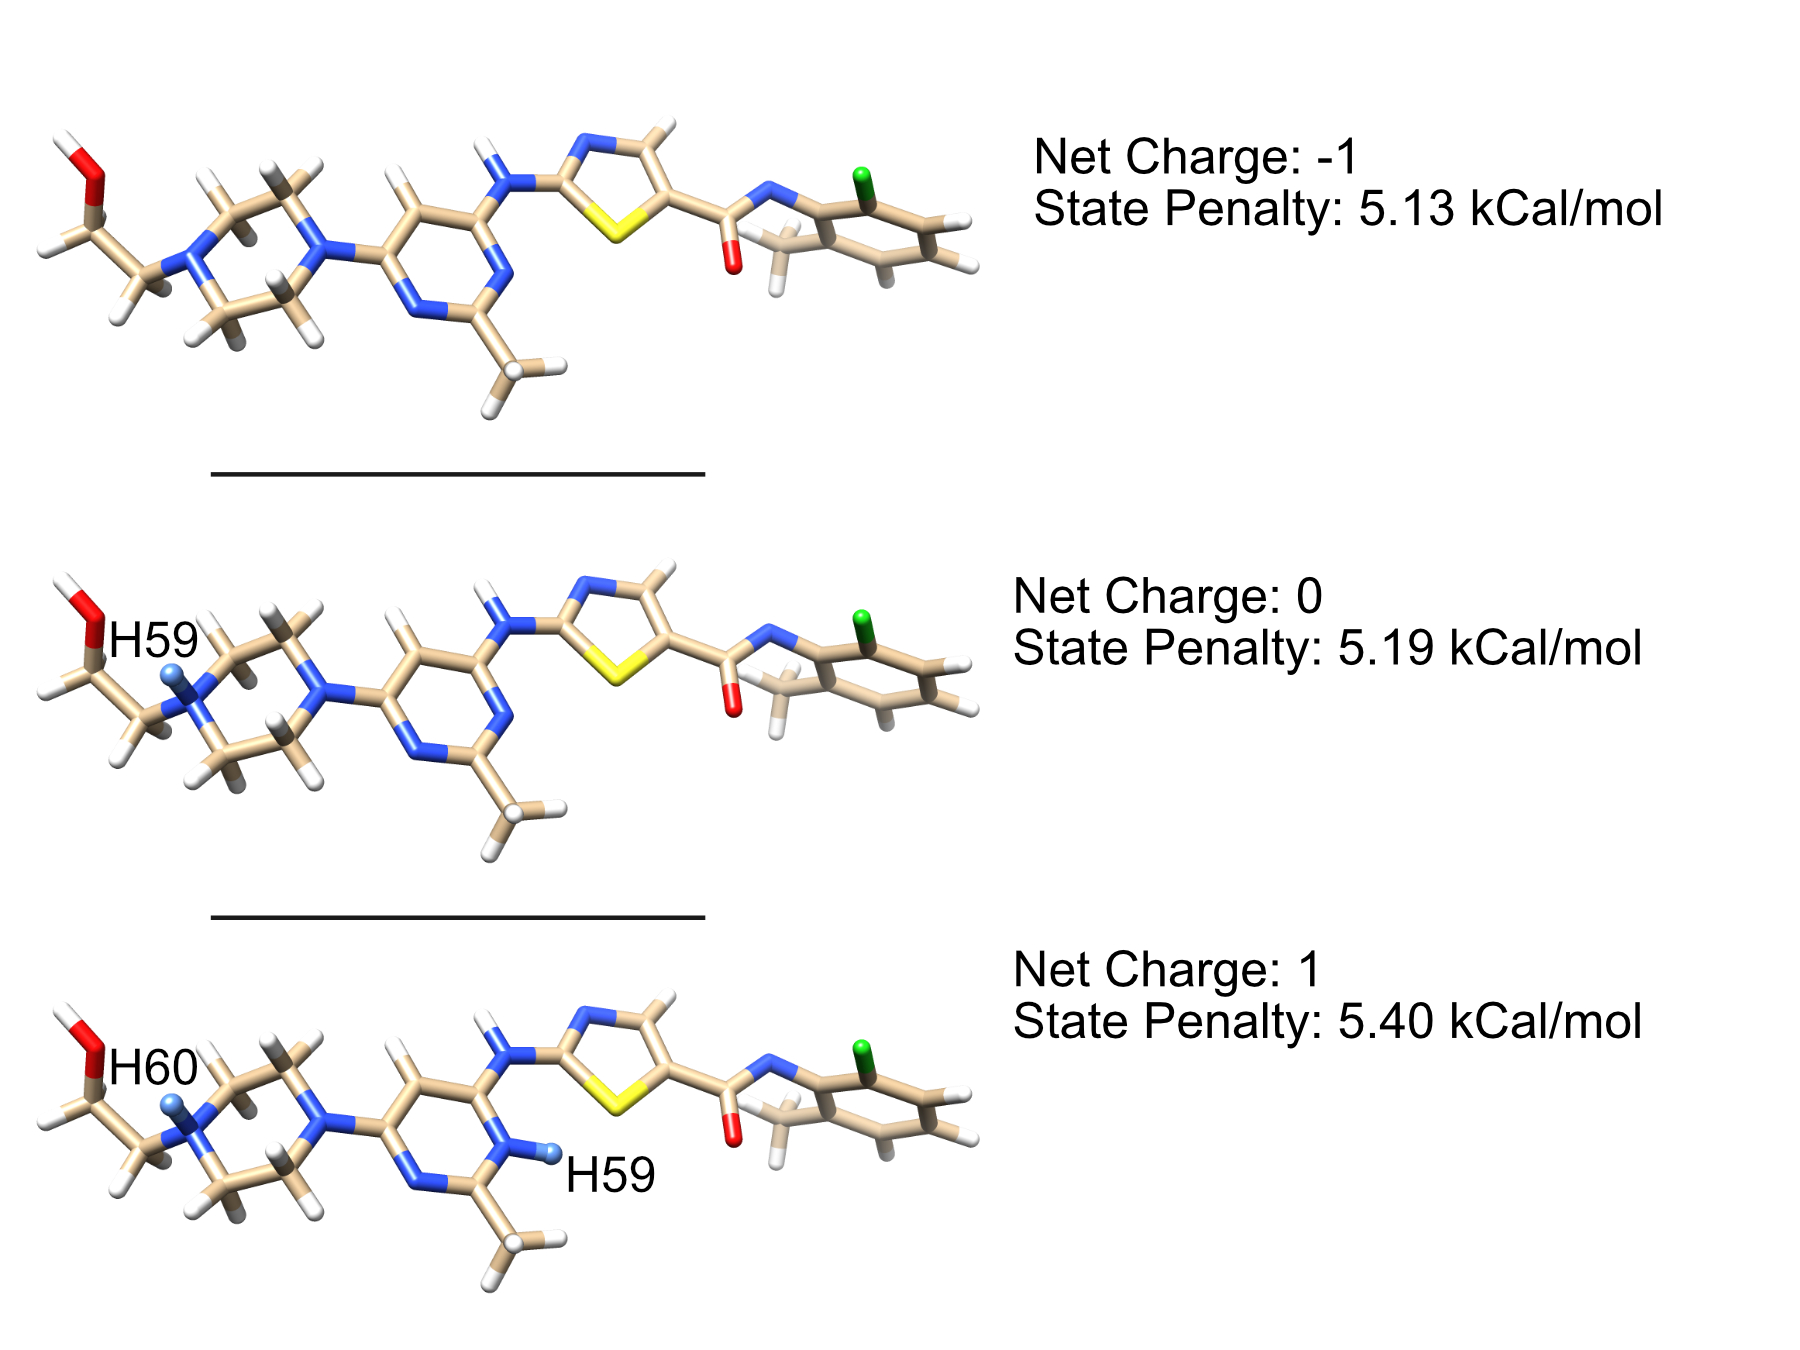 Net Charge: -1
State Penalty: 5.13 kCal/mol
Net Charge: 0
State Penalty: 5.19 kCal/mol
H59
Net Charge: 1
State Penalty: 5.40 kCal/mol
H60
H59